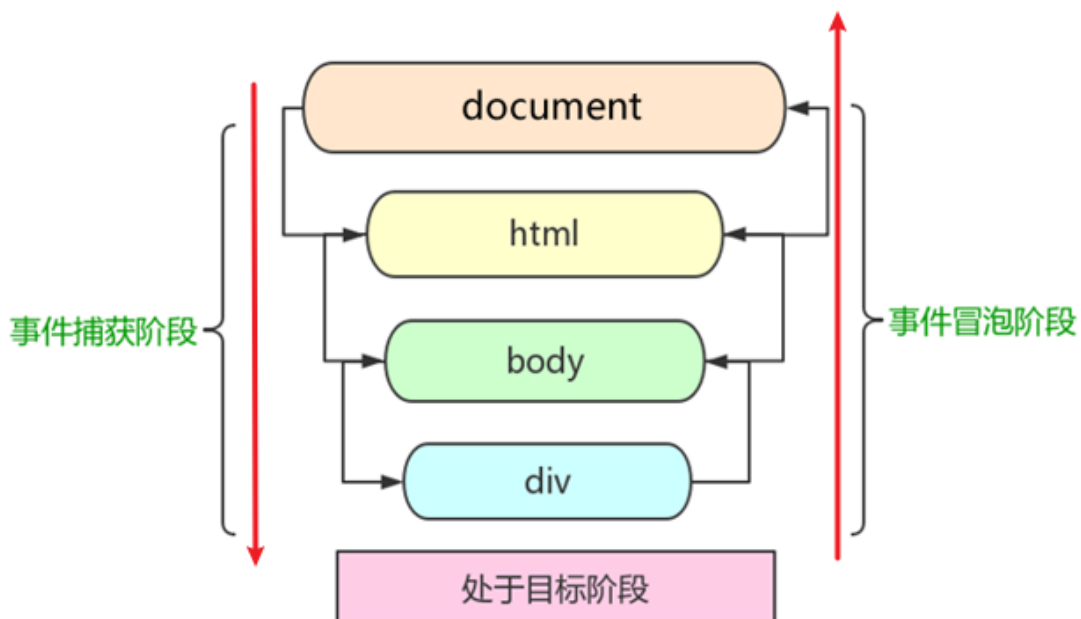 document
html
事件捕获阶段
事件冒泡阶段
body
div
处于目标阶段